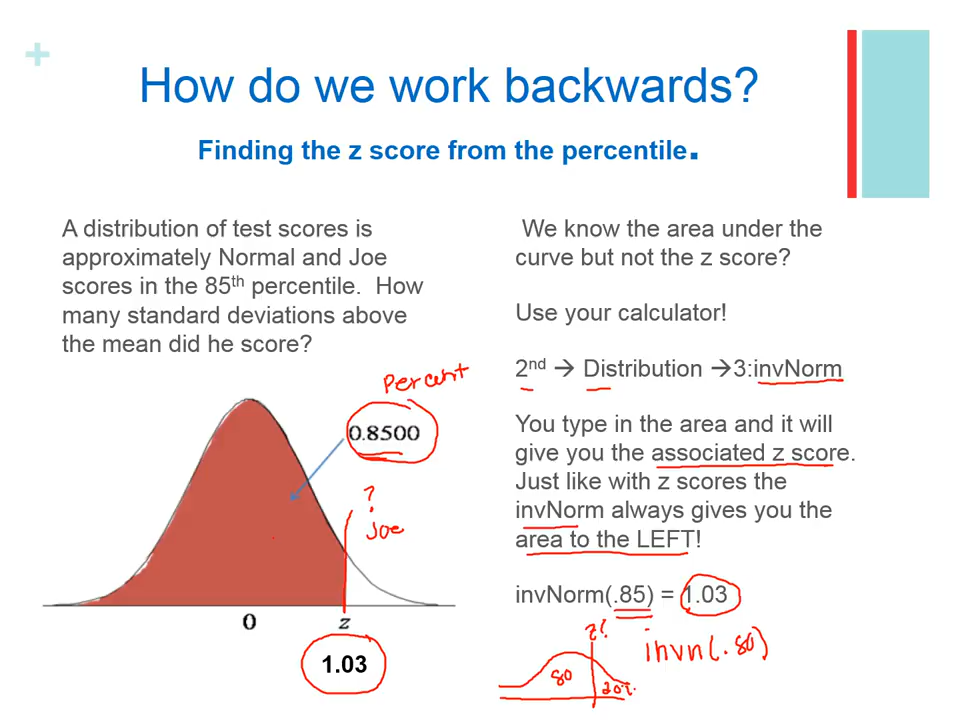 +
How do we work backwards?
Finding the z score from the percentile.
A distribution of test scores is
approximately Normal and Joe
scores in the 85th percentile. How
many standard deviations above
the mean did he score?
Percent
0.8500
?
Joe
0
z
1.03
We know the area under the
curve but not the z score?
Use your calculator!
2nd → Distribution →3:invNorm
You type in the area and it will
give you the associated z score.
Just like with z scores the
invNorm always gives you the
area to the LEFT!
invNorm(.85) = 1.03
z?
invn(.80)
80
20%